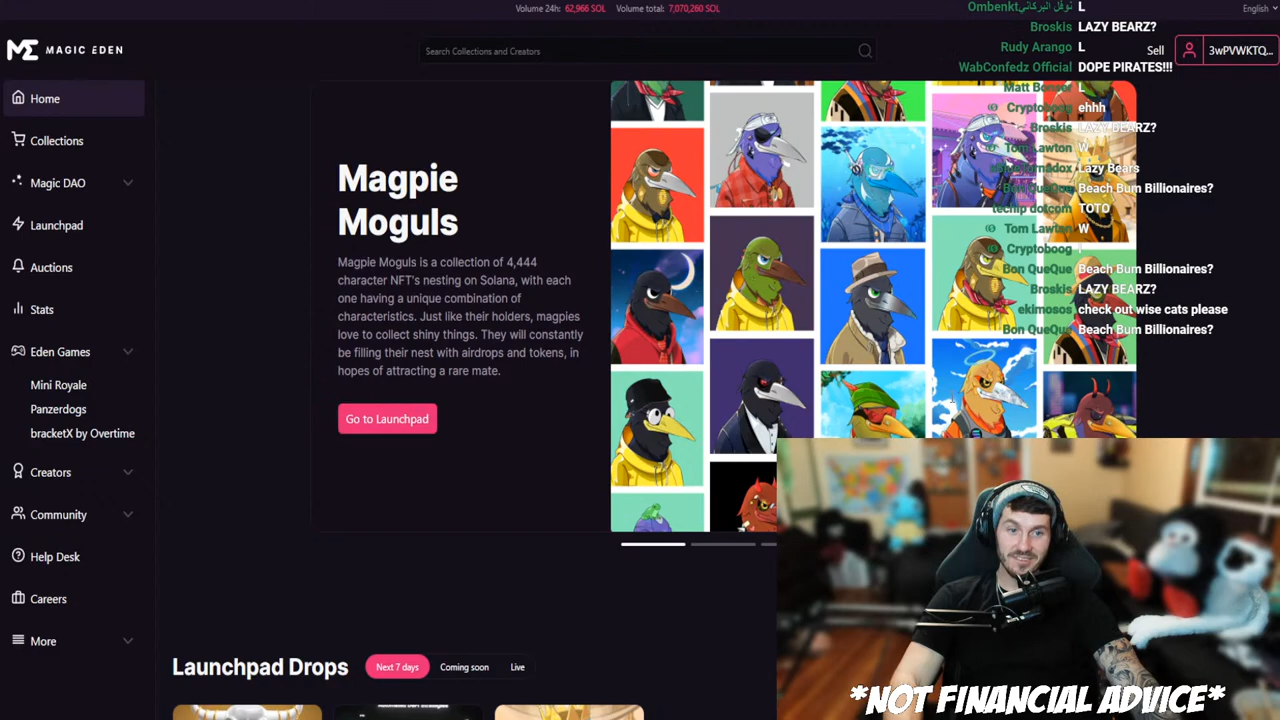 Volume 24h: 62,966 SOL Volume total: 7,070,260 SOL
English
MAGIC EDEN
Search Collections and Creators
Sell
3wPVWKTQ...
Home
Collections
Magic DAO
Launchpad
Auctions
Stats
Eden Games
Mini Royale
Panzerdogs
bracketX by Overtime
Creators
Community
Help Desk
Careers
More
Magpie
Moguls
Magpie Moguls is a collection of 4,444
character NFT's nesting on Solana, with each
one having a unique combination of
characteristics. Just like their holders, magpies
love to collect shiny things. They will constantly
be filling their nest with airdrops and tokens, in
hopes of attracting a rare mate.
Go to Launchpad
Ombenkt نوفل البركاني L
Broskis LAZY BEARZ?
Rudy Arango L
WabConfedz Official DOPE PIRATES!!!
Matt Bonser L
Cryptoboog ehhh
Broskis LAZY BEARZ?
Tom Lawton W
Lazy Bears
Bon QueQue Beach Bum Billionaires?
techip dotcom TOTO
Tom Lawton W
Cryptoboog
Bon QueQue Beach Bum Billionaires?
Broskis LAZY BEARZ?
ekimosos check out wise cats please
Bon QueQue Beach Bum Billionaires?
Launchpad Drops
Next 7 days
Coming soon
Live
*NOT FINANCIAL ADVICE*